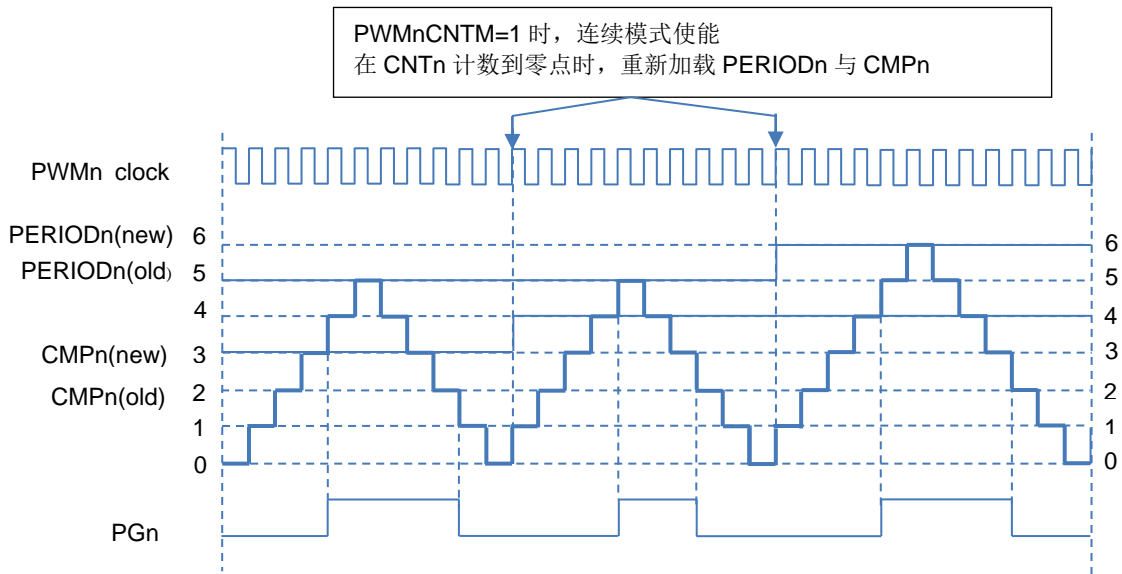 PWMnCNTM=1 时，连续模式使能
在 CNTn 计数到零点时，重新加载 PERIODn 与 CMPn
PWMn clock
PERIODn(new) 6 6
PERIODn(old） 5 5
4 4
CMPn(new) 3 3
CMPn(old) 2 2
1 1
0 0
PGn